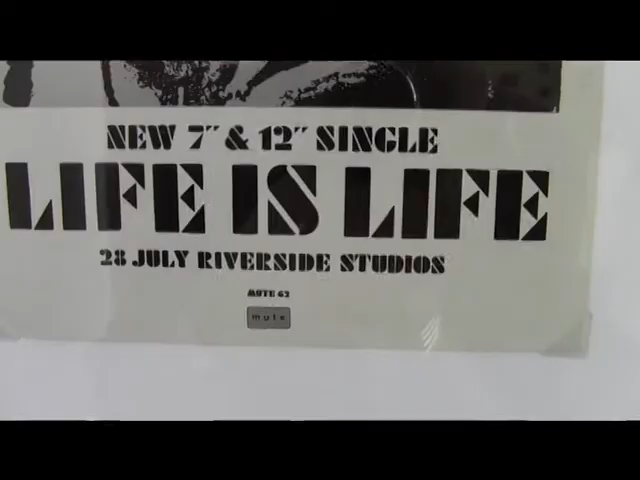 NEW 7" & 12" SINGLE
LIFE IS LIFE
28 JULY RIVERSIDE STUDIOS
MUTE 62
mute